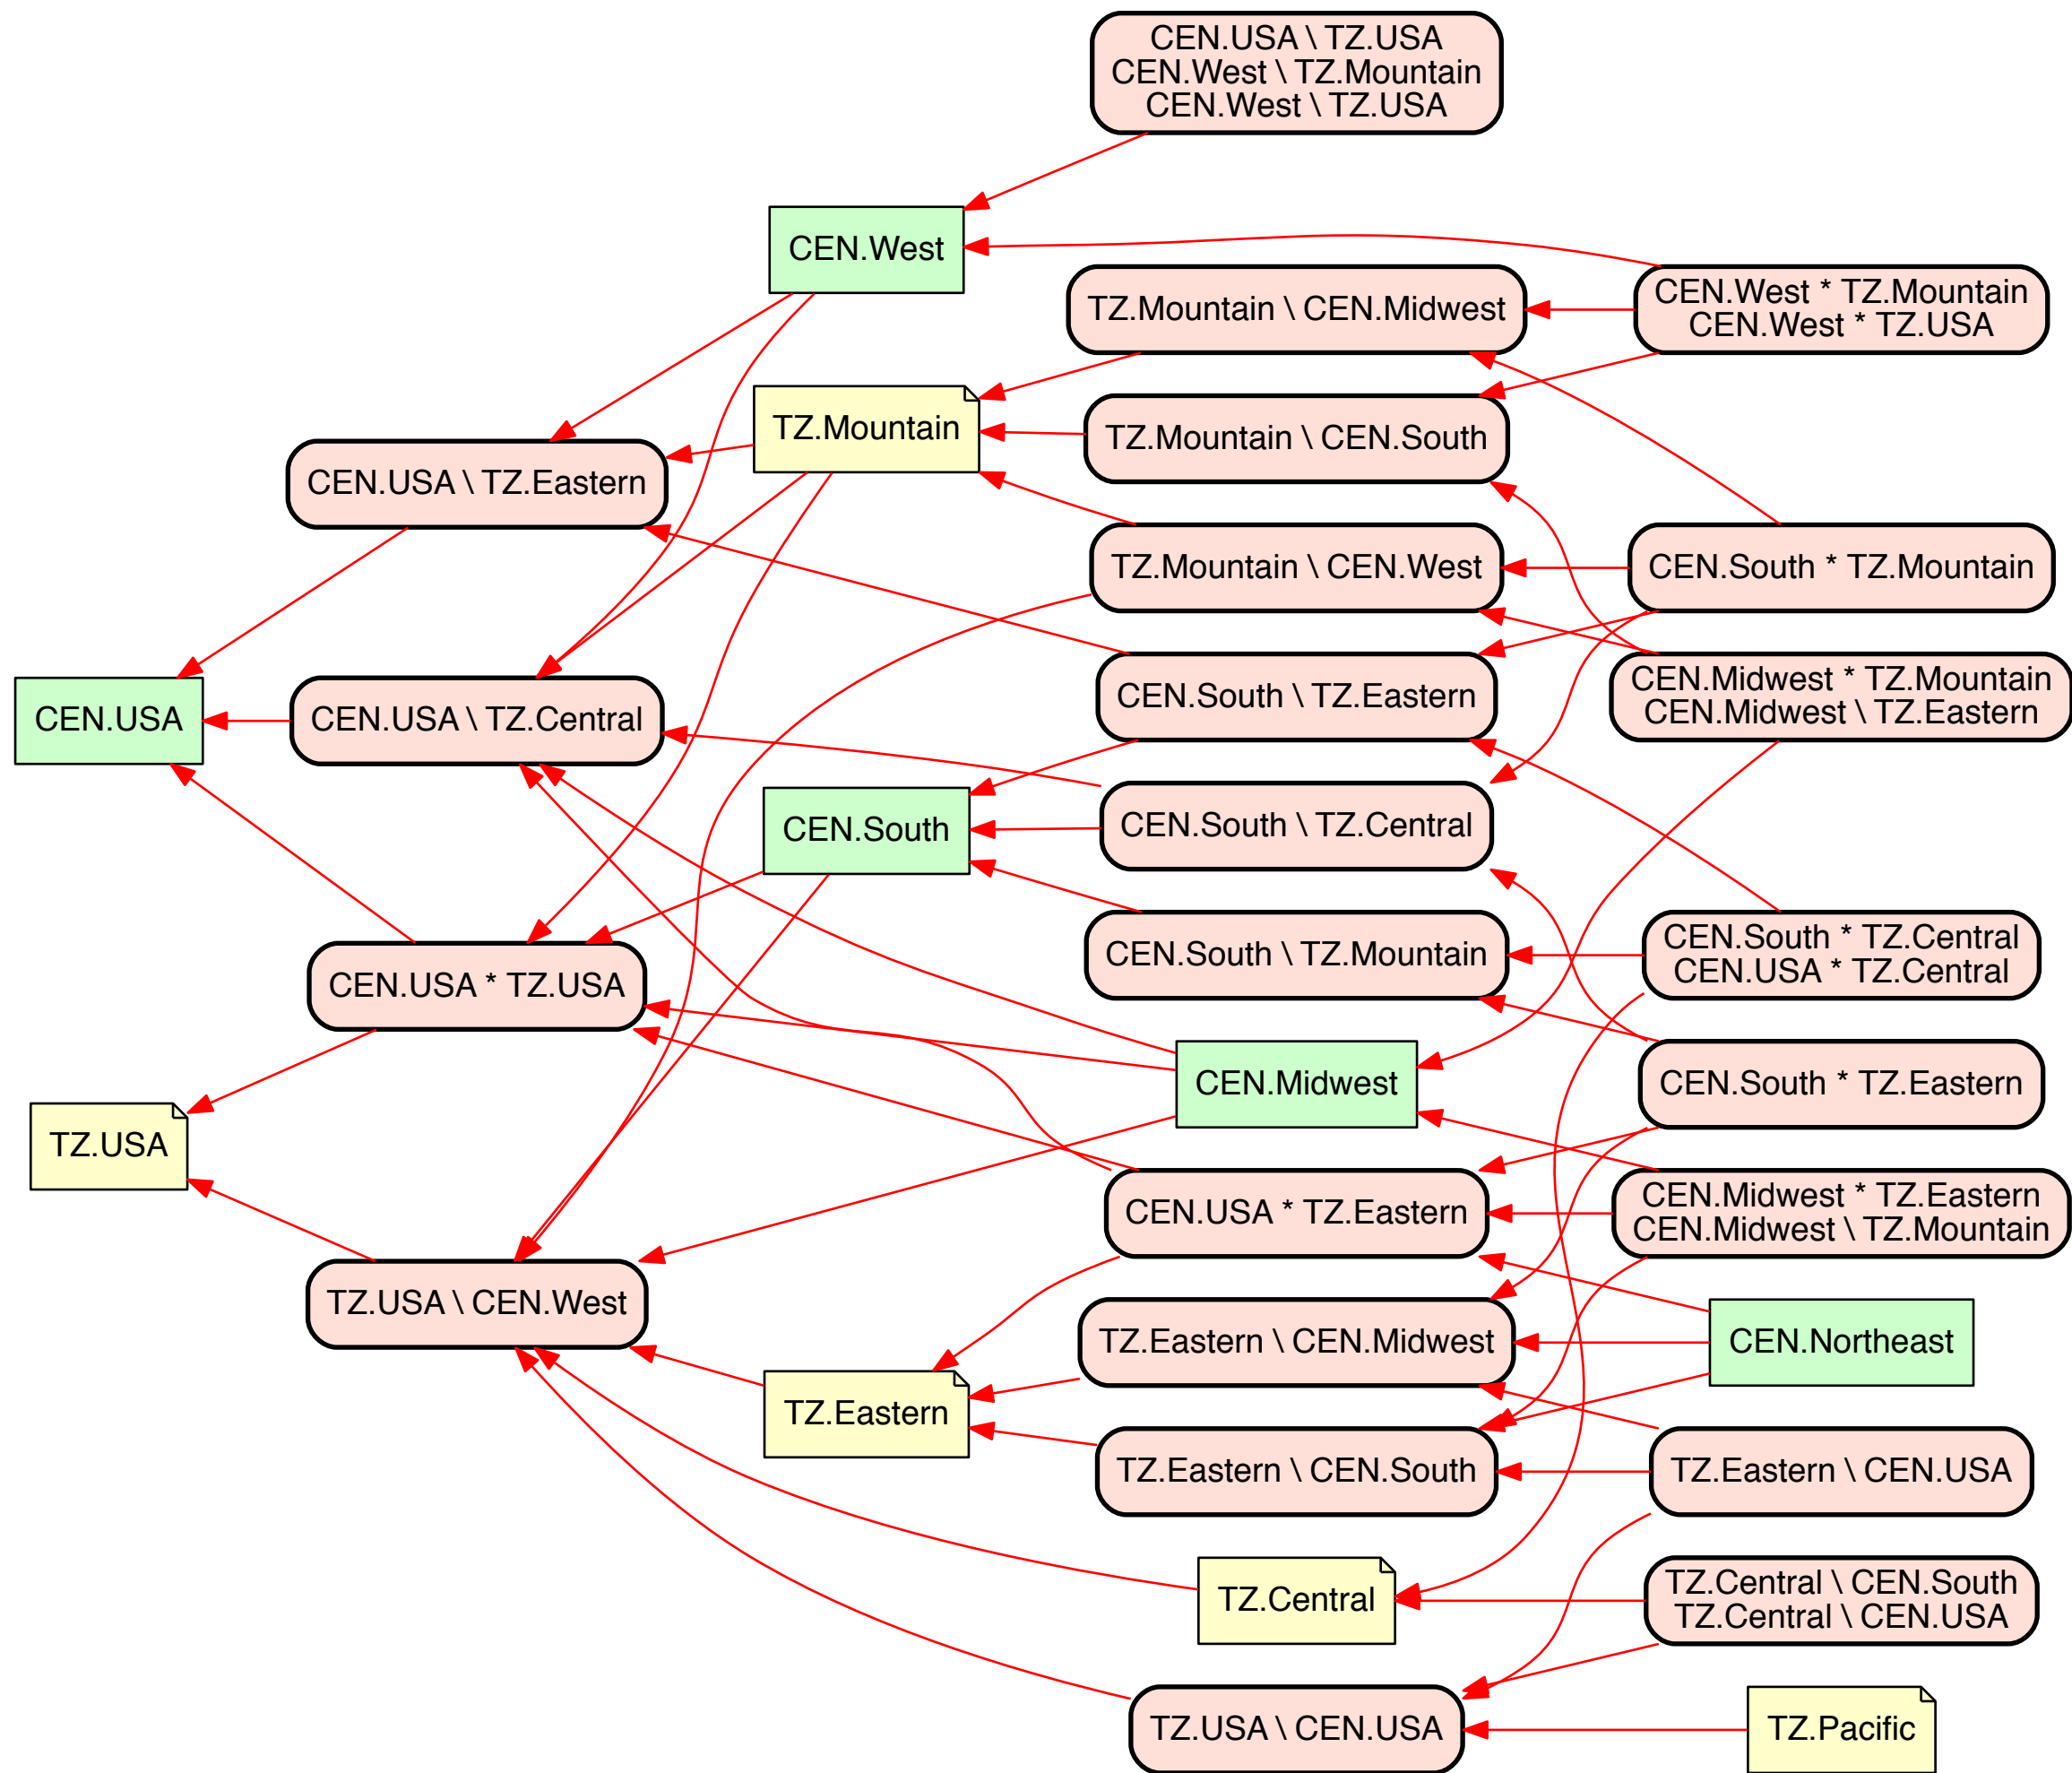 CEN.USA \ TZ.USA
CEN.West \ TZ.Mountain
CEN.West \ TZ.USA
CEN.West
TZ.Mountain \ CEN.Midwest
CEN.West * TZ.Mountain
CEN.West * TZ.USA
TZ.Mountain
TZ.Mountain \ CEN.South
CEN.USA \ TZ.Eastern
TZ.Mountain \ CEN.West
CEN.South * TZ.Mountain
CEN.South \ TZ.Eastern
CEN.Midwest * TZ.Mountain
CEN.Midwest \ TZ.Eastern
CEN.USA
CEN.USA \ TZ.Central
CEN.South
CEN.South \ TZ.Central
CEN.South \ TZ.Mountain
CEN.South * TZ.Central
CEN.USA * TZ.Central
CEN.USA * TZ.USA
CEN.Midwest
CEN.South * TZ.Eastern
TZ.USA
CEN.USA * TZ.Eastern
CEN.Midwest * TZ.Eastern
CEN.Midwest \ TZ.Mountain
TZ.USA \ CEN.West
TZ.Eastern \ CEN.Midwest
CEN.Northeast
TZ.Eastern
TZ.Eastern \ CEN.South
TZ.Eastern \ CEN.USA
TZ.Central
TZ.Central \ CEN.South
TZ.Central \ CEN.USA
TZ.USA \ CEN.USA
TZ.Pacific